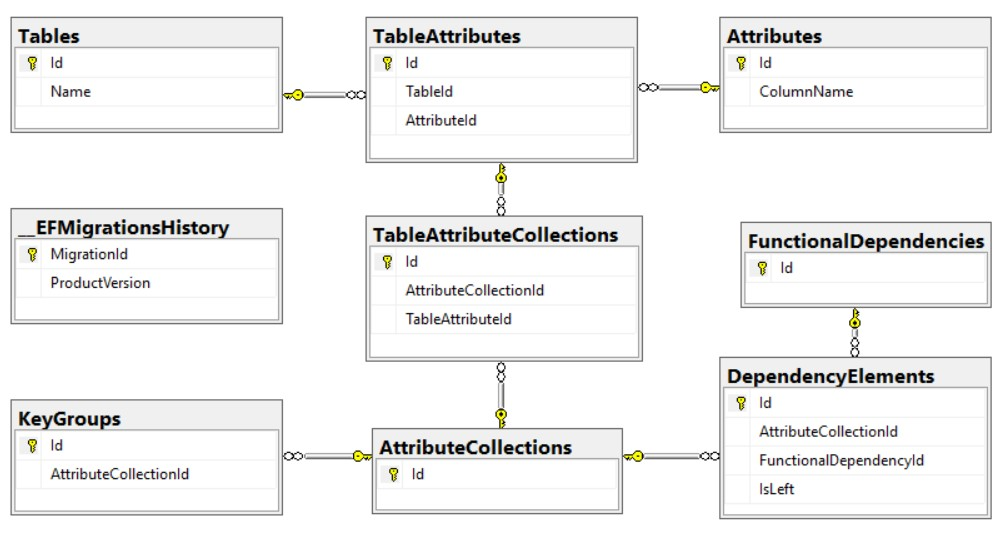 Tables
Id
Name
TableAttributes
Id
TableId
AttributeId
Attributes
Id
ColumnName
__EFMigrationsHistory
MigrationId
ProductVersion
TableAttributeCollections
Id
AttributeCollectionId
TableAttributeId
FunctionalDependencies
Id
KeyGroups
Id
AttributeCollectionId
AttributeCollections
Id
DependencyElements
Id
AttributeCollectionId
FunctionalDependencyId
IsLeft